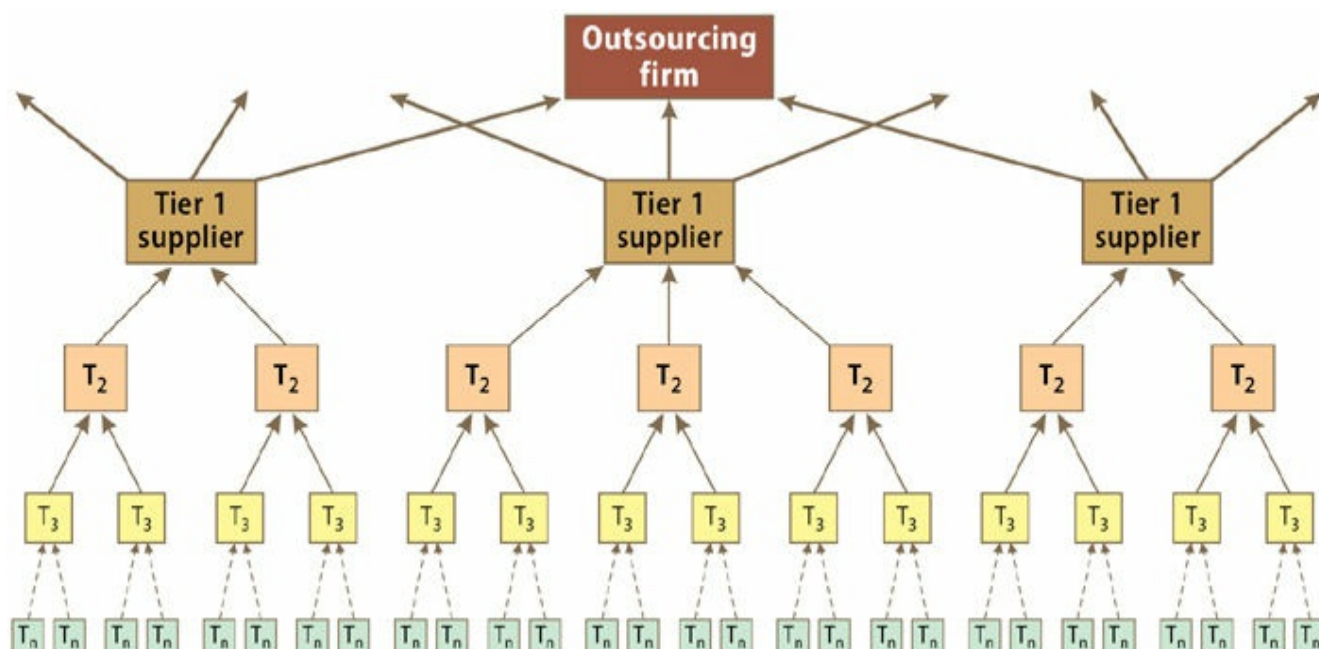 Outsourcing
firm
Tier 1
supplier
Tier 1
supplier
Tier 1
supplier
T₂ T₂ T₂ T₂ T₂ T₂ T₂
T₃ T₃ T₃ T₃ T₃ T₃ T₃ T₃ T₃ T₃ T₃ T₃ T₃ T₃
Tₙ Tₙ Tₙ Tₙ Tₙ Tₙ Tₙ Tₙ Tₙ Tₙ Tₙ Tₙ Tₙ Tₙ Tₙ Tₙ Tₙ Tₙ Tₙ Tₙ Tₙ Tₙ Tₙ Tₙ Tₙ Tₙ Tₙ Tₙ